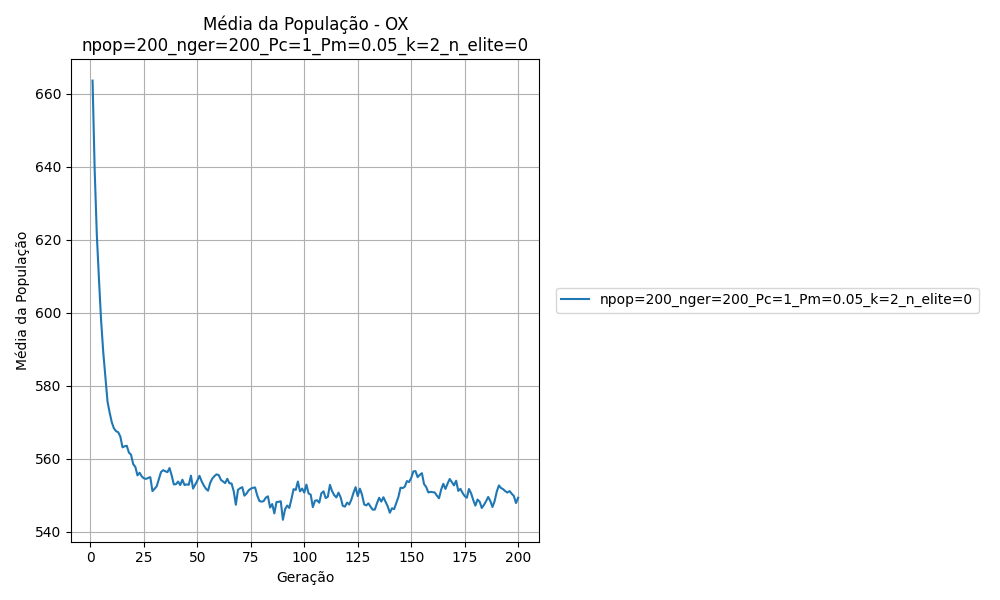 Média da População - OX
npop=200_nger=200_Pc=1_Pm=0.05_k=2_n_elite=0
Média da População
660
640
620
600
580
560
540
0 25 50 75 100 125 150 175 200
Geração
npop=200_nger=200_Pc=1_Pm=0.05_k=2_n_elite=0